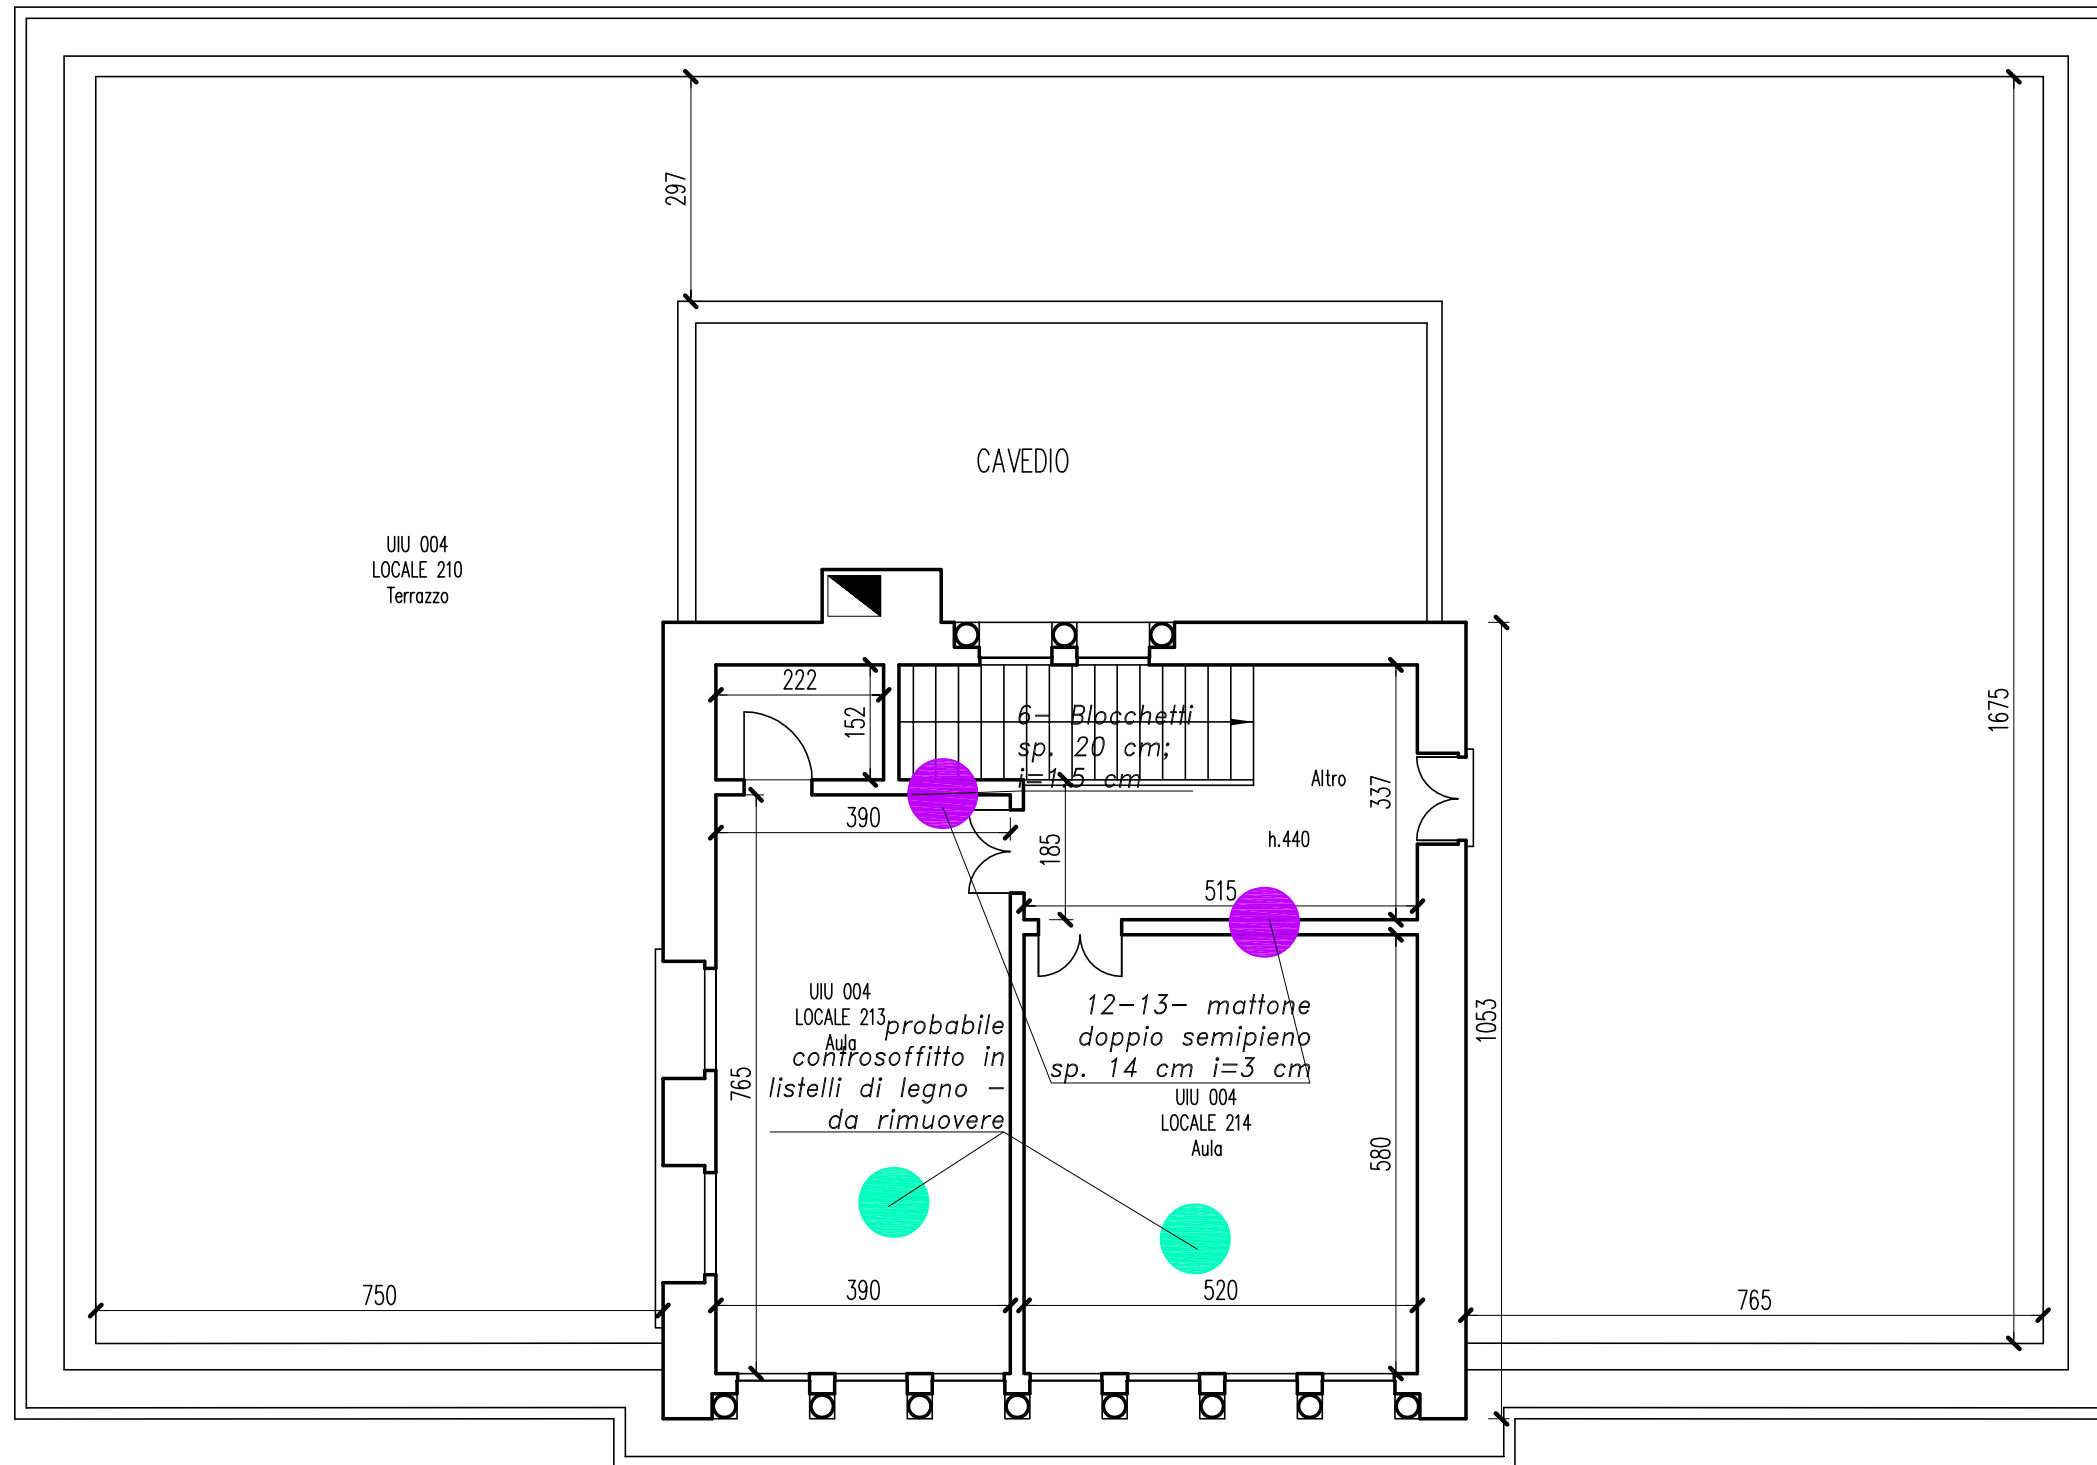 297
CAVEDIO
UIU 004
LOCALE 210
Terrazzo
222
152
6- Blocchetti
sp. 20 cm;
i=1.5 cm
Altro
337
h.440
1675
390
185
515
UIU 004
LOCALE 213
Aula
probabile
controsoffitto in
listelli di legno -
da rimuovere
765
12-13- mattone
doppio semipieno
sp. 14 cm i=3 cm
UIU 004
LOCALE 214
Aula
580
1053
750
390
520
765